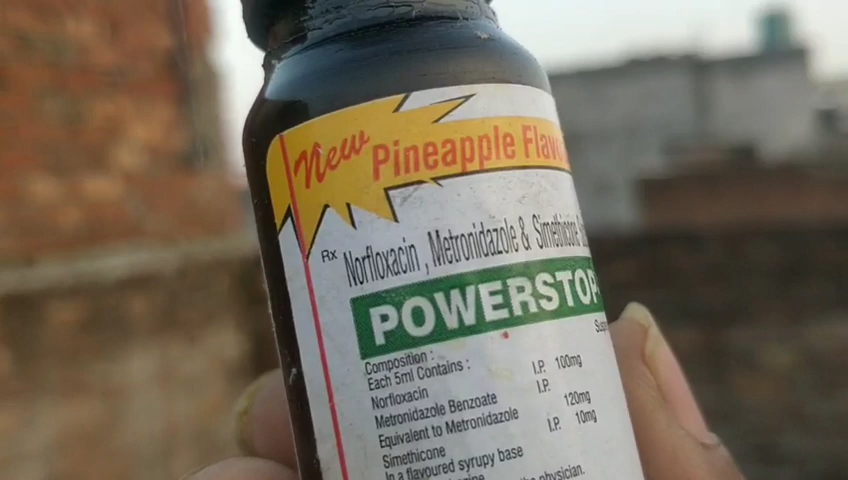 New Pineapple
Rx
Norfloxacin, Metronidazole & Simethicone
POWERSTOP
Composition :
Each 5ml Contains :
Norfloxacin I.P. 100mg
Metronidazole Benzoate I.P.
Equivalent to Metronidazole 120mg
Simethicone I.P. 10mg
In a flavoured syrupy base
physician.